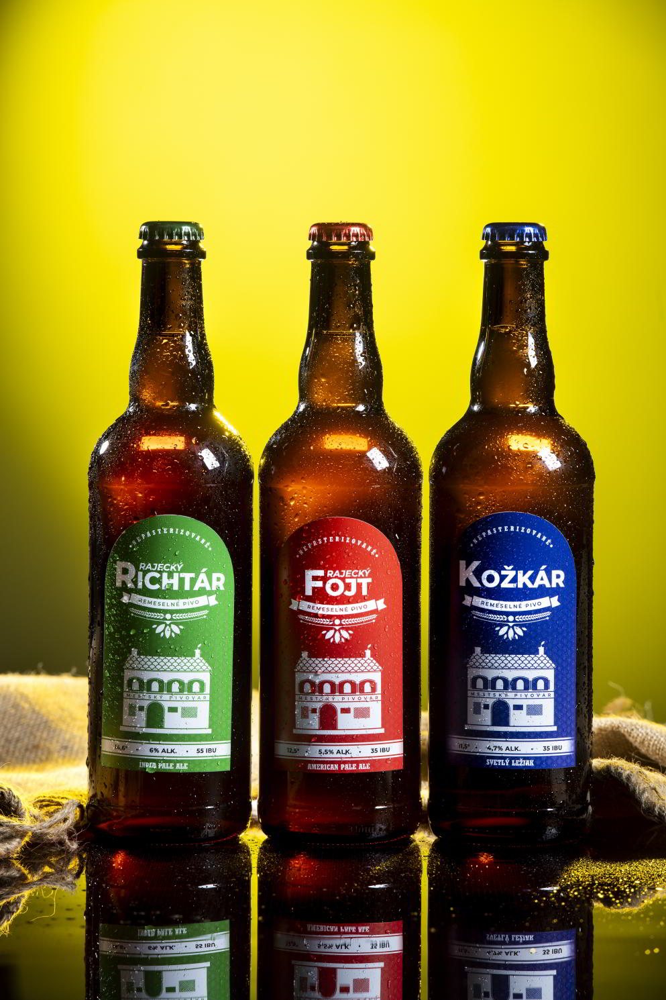 •NEPASTERIZOVANÉ•
RAJECKÝ
RICHTÁR
REMESELNÉ PIVO
MESTSKÝ PIVOVAR
14,6° • 6% ALK. • 55 IBU
INDIA PALE ALE
•NEPASTERIZOVANÉ•
RAJECKÝ
FOJT
REMESELNÉ PIVO
MESTSKÝ PIVOVAR
12,5° • 5,5% ALK. • 35 IBU
AMERICAN PALE ALE
•NEPASTERIZOVANÉ•
KOŽKÁR
REMESELNÉ PIVO
MESTSKÝ PIVOVAR
11,5° • 4,7% ALK. • 35 IBU
SVETLÝ LEŽIAK